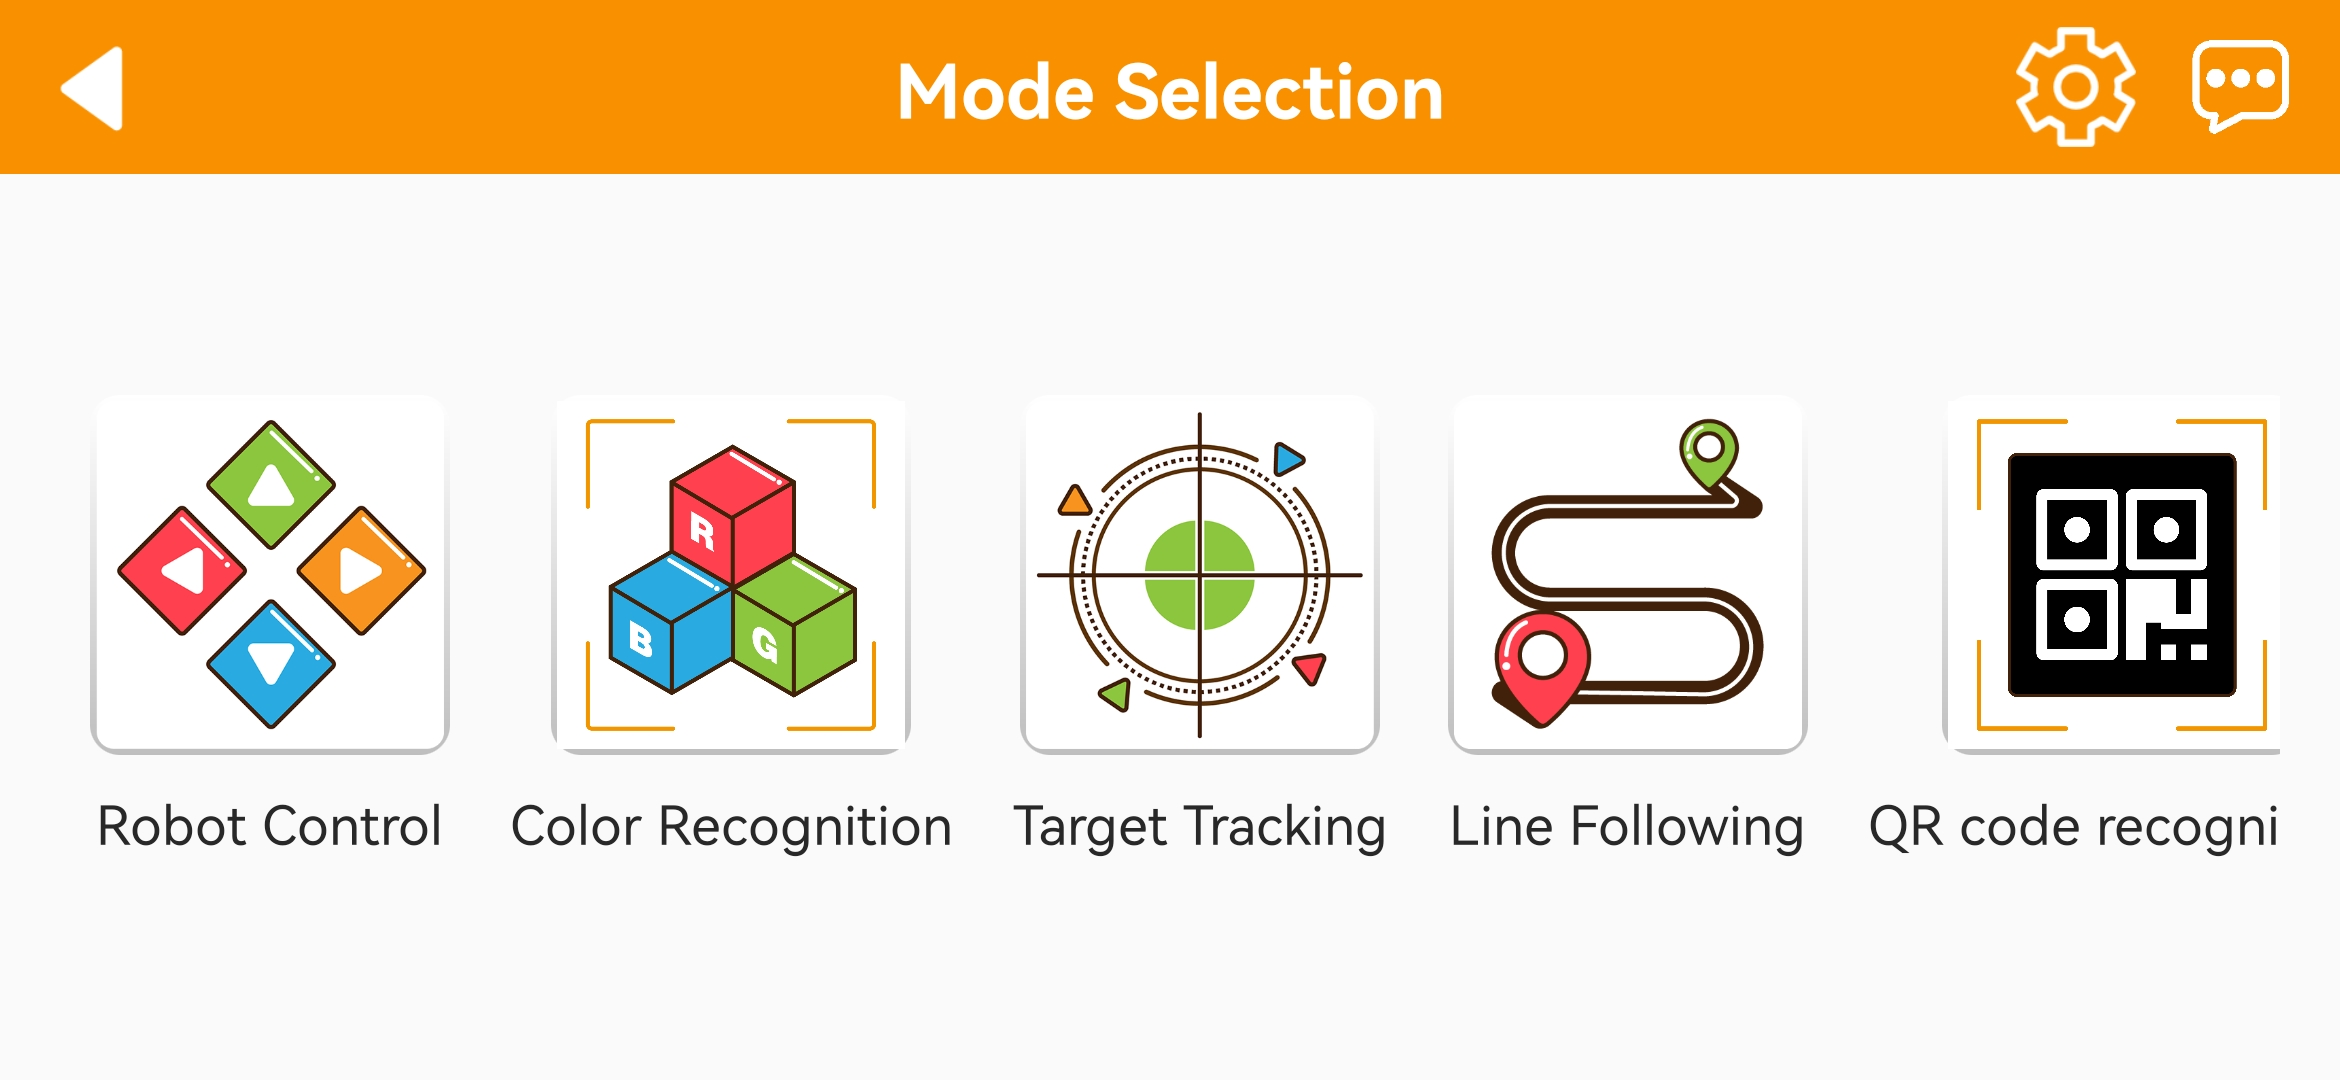 Mode Selection
R
B
G
Robot Control
Color Recognition
Target Tracking
Line Following
QR code recogni